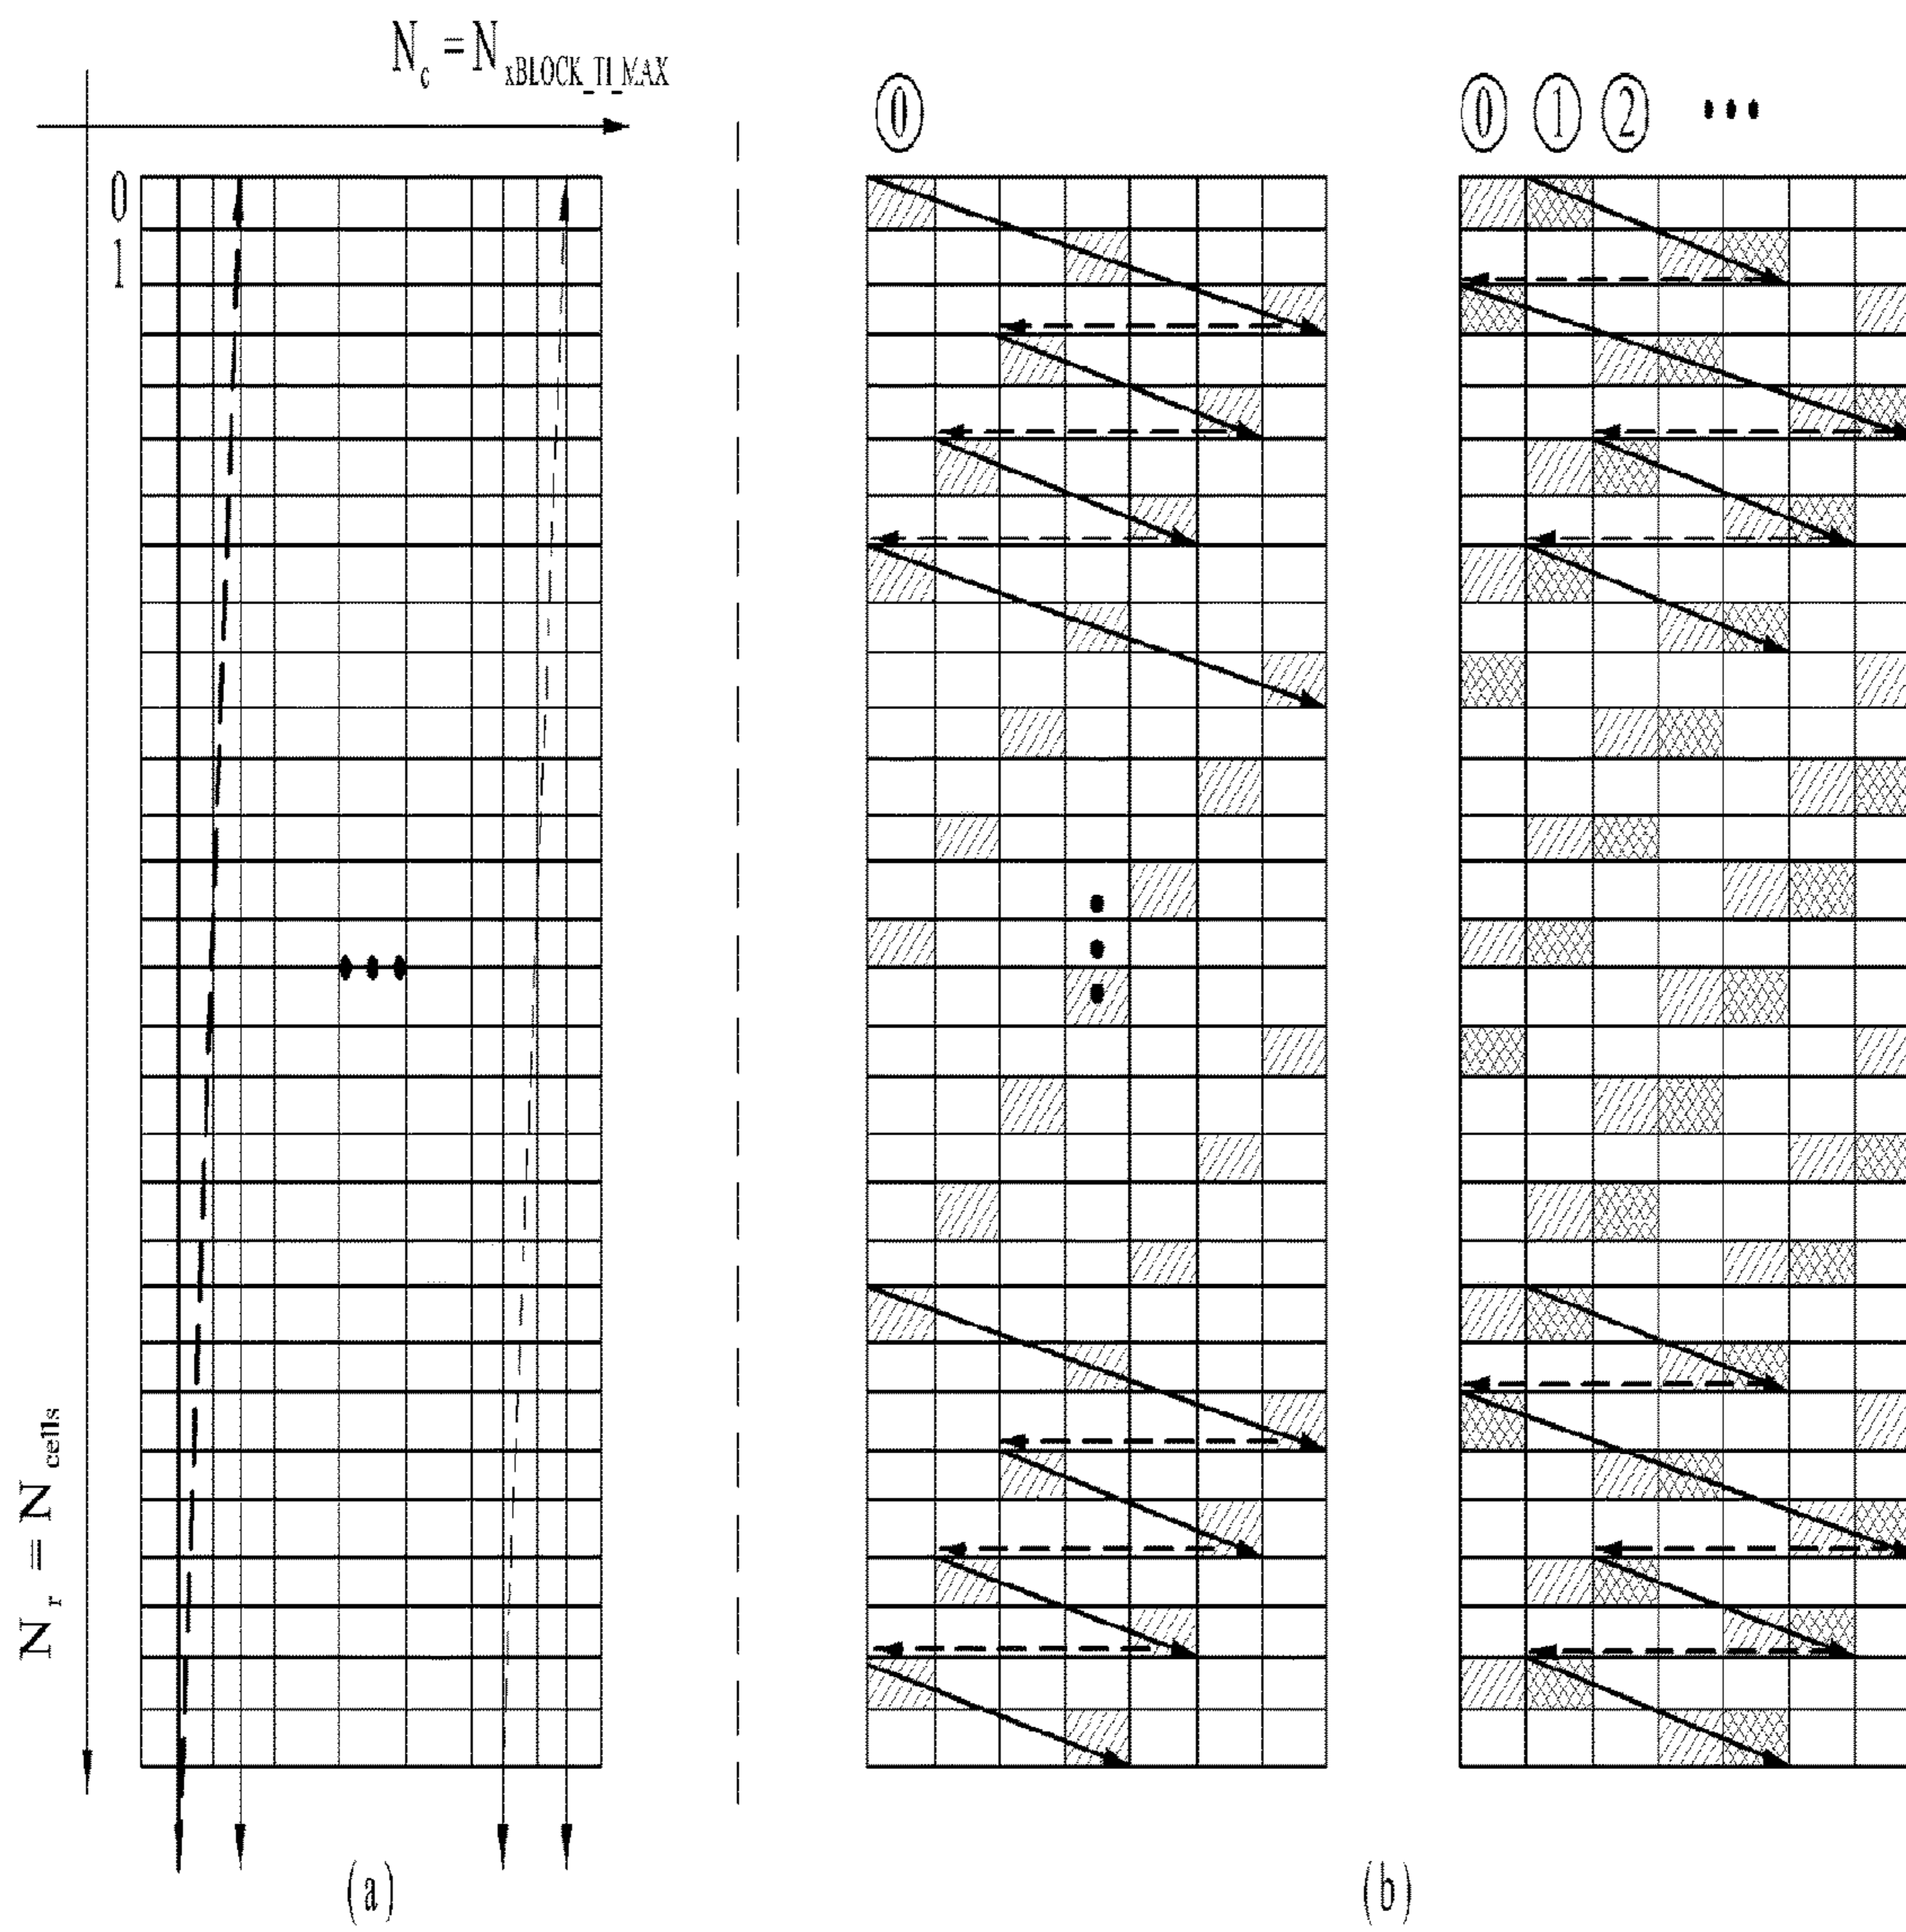 N_c = N_xBLOCK_TI_MAX
0
1
N_r = N_cells
(a)
0
0 1 2 •••
(b)